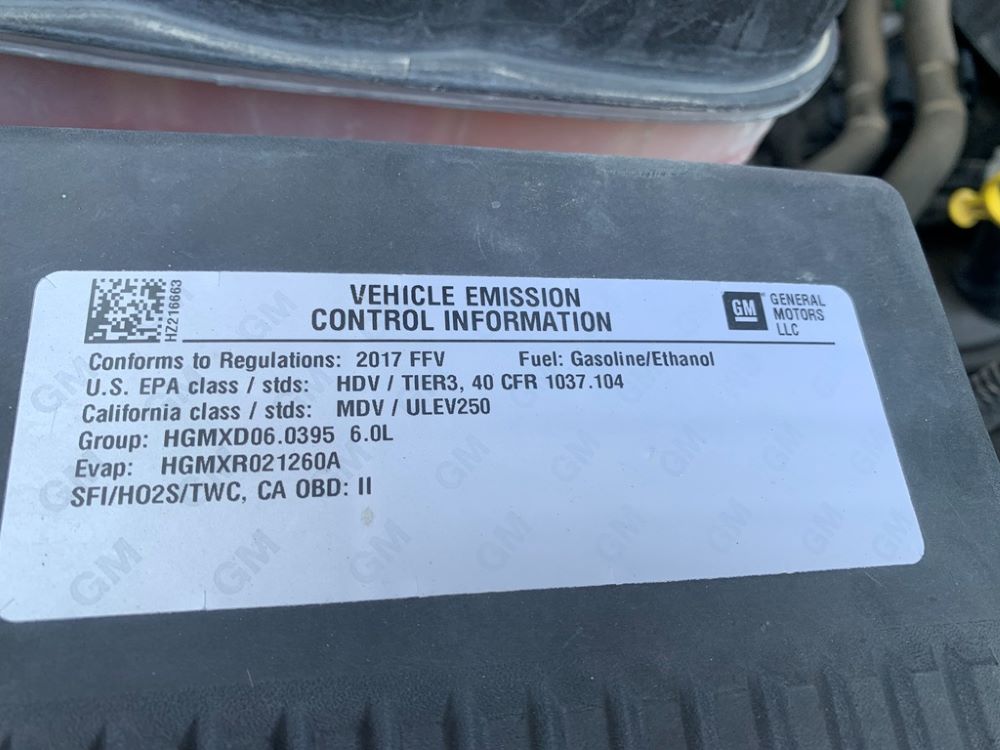 HZ216663
VEHICLE EMISSION
CONTROL INFORMATION
GM
GENERAL
MOTORS
LLC
Conforms to Regulations: 2017 FFV Fuel: Gasoline/Ethanol
U.S. EPA class / stds: HDV / TIER3, 40 CFR 1037.104
California class / stds: MDV / ULEV250
Group: HGMXD06.0395 6.0L
Evap: HGMXR021260A
SFI/HO2S/TWC, CA OBD: II